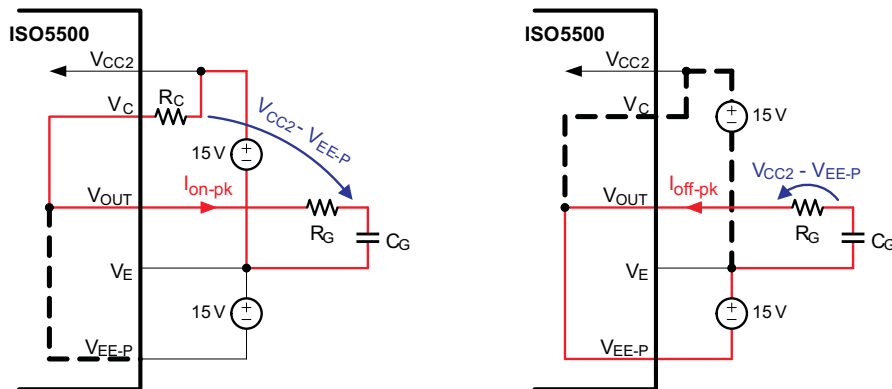 ISO5500
VCC2
VC
RC
VCC2 - VEE-P
15 V
+
−
Ion-pk
VOUT
RG
CG
VE
15 V
+
−
VEE-P
ISO5500
VCC2
VC
15 V
+
−
VCC2 - VEE-P
VOUT
Ioff-pk
RG
CG
VE
15 V
+
−
VEE-P